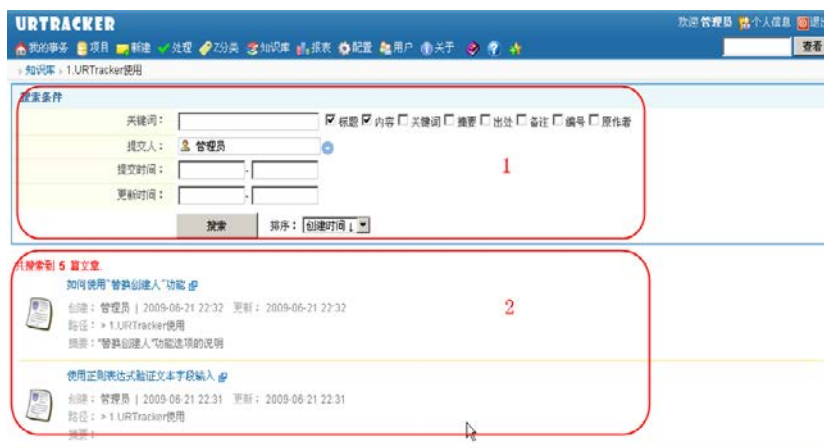 URTRACKER
欢迎 管理员 个人信息 退出
我的事务 项目 新建 处理 Z分类 知识库 报表 配置 用户 关于 查看
» 知识库 » 1.URTracker使用
搜索条件
关键词： 标题 内容 关键词 摘要 出处 备注 编号 原作者
提交人： 管理员
提交时间： -
更新时间： -
1
搜索 排序： 创建时间↓
共搜索到 5 篇文章.
如何使用"替换创建人"功能
创建： 管理员 | 2009-06-21 22:32 更新： 2009-06-21 22:32
路径： » 1.URTracker使用
摘要： "替换创建人"功能选项的说明
2
使用正则表达式验证文本字段输入
创建： 管理员 | 2009-06-21 22:31 更新： 2009-06-21 22:31
路径： » 1.URTracker使用
摘要：